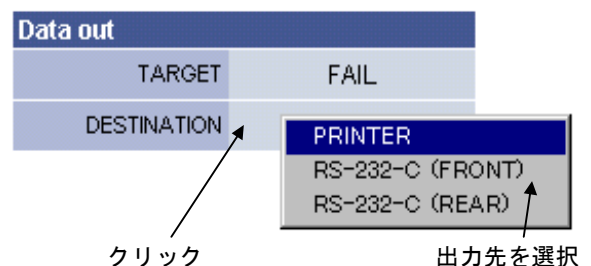 Data out
TARGET FAIL
DESTINATION
PRINTER
RS-232-C (FRONT)
RS-232-C (REAR)
クリック
出力先を選択